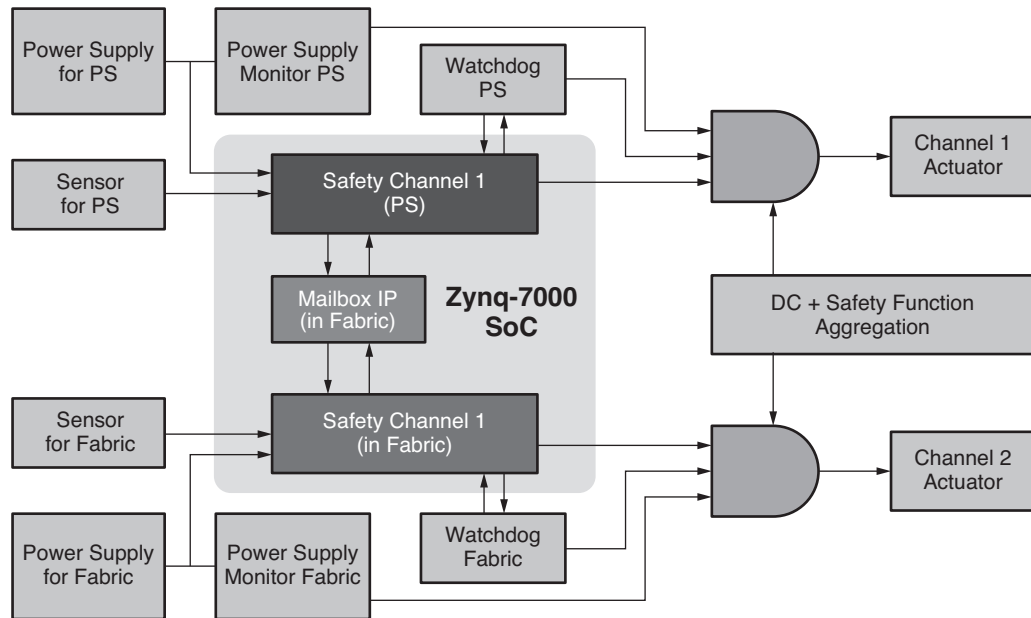 Power Supply
for PS
Power Supply
Monitor PS
Watchdog
PS
Channel 1
Actuator
Sensor
for PS
Safety Channel 1
(PS)
Mailbox IP
(in Fabric)
Zynq-7000
SoC
DC + Safety Function
Aggregation
Sensor
for Fabric
Safety Channel 1
(in Fabric)
Channel 2
Actuator
Power Supply
for Fabric
Power Supply
Monitor Fabric
Watchdog
Fabric